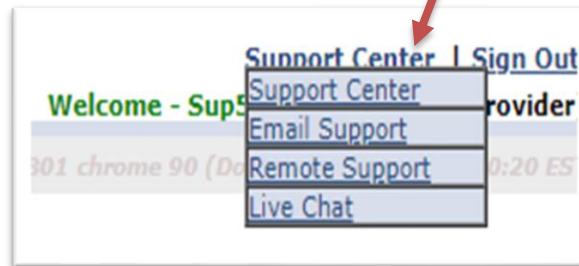 Support Center | Sign Out
Support Center
Welcome - Sup
rovider
Email Support
301 chrome 90 (Do
0:20 EST
Remote Support
Live Chat